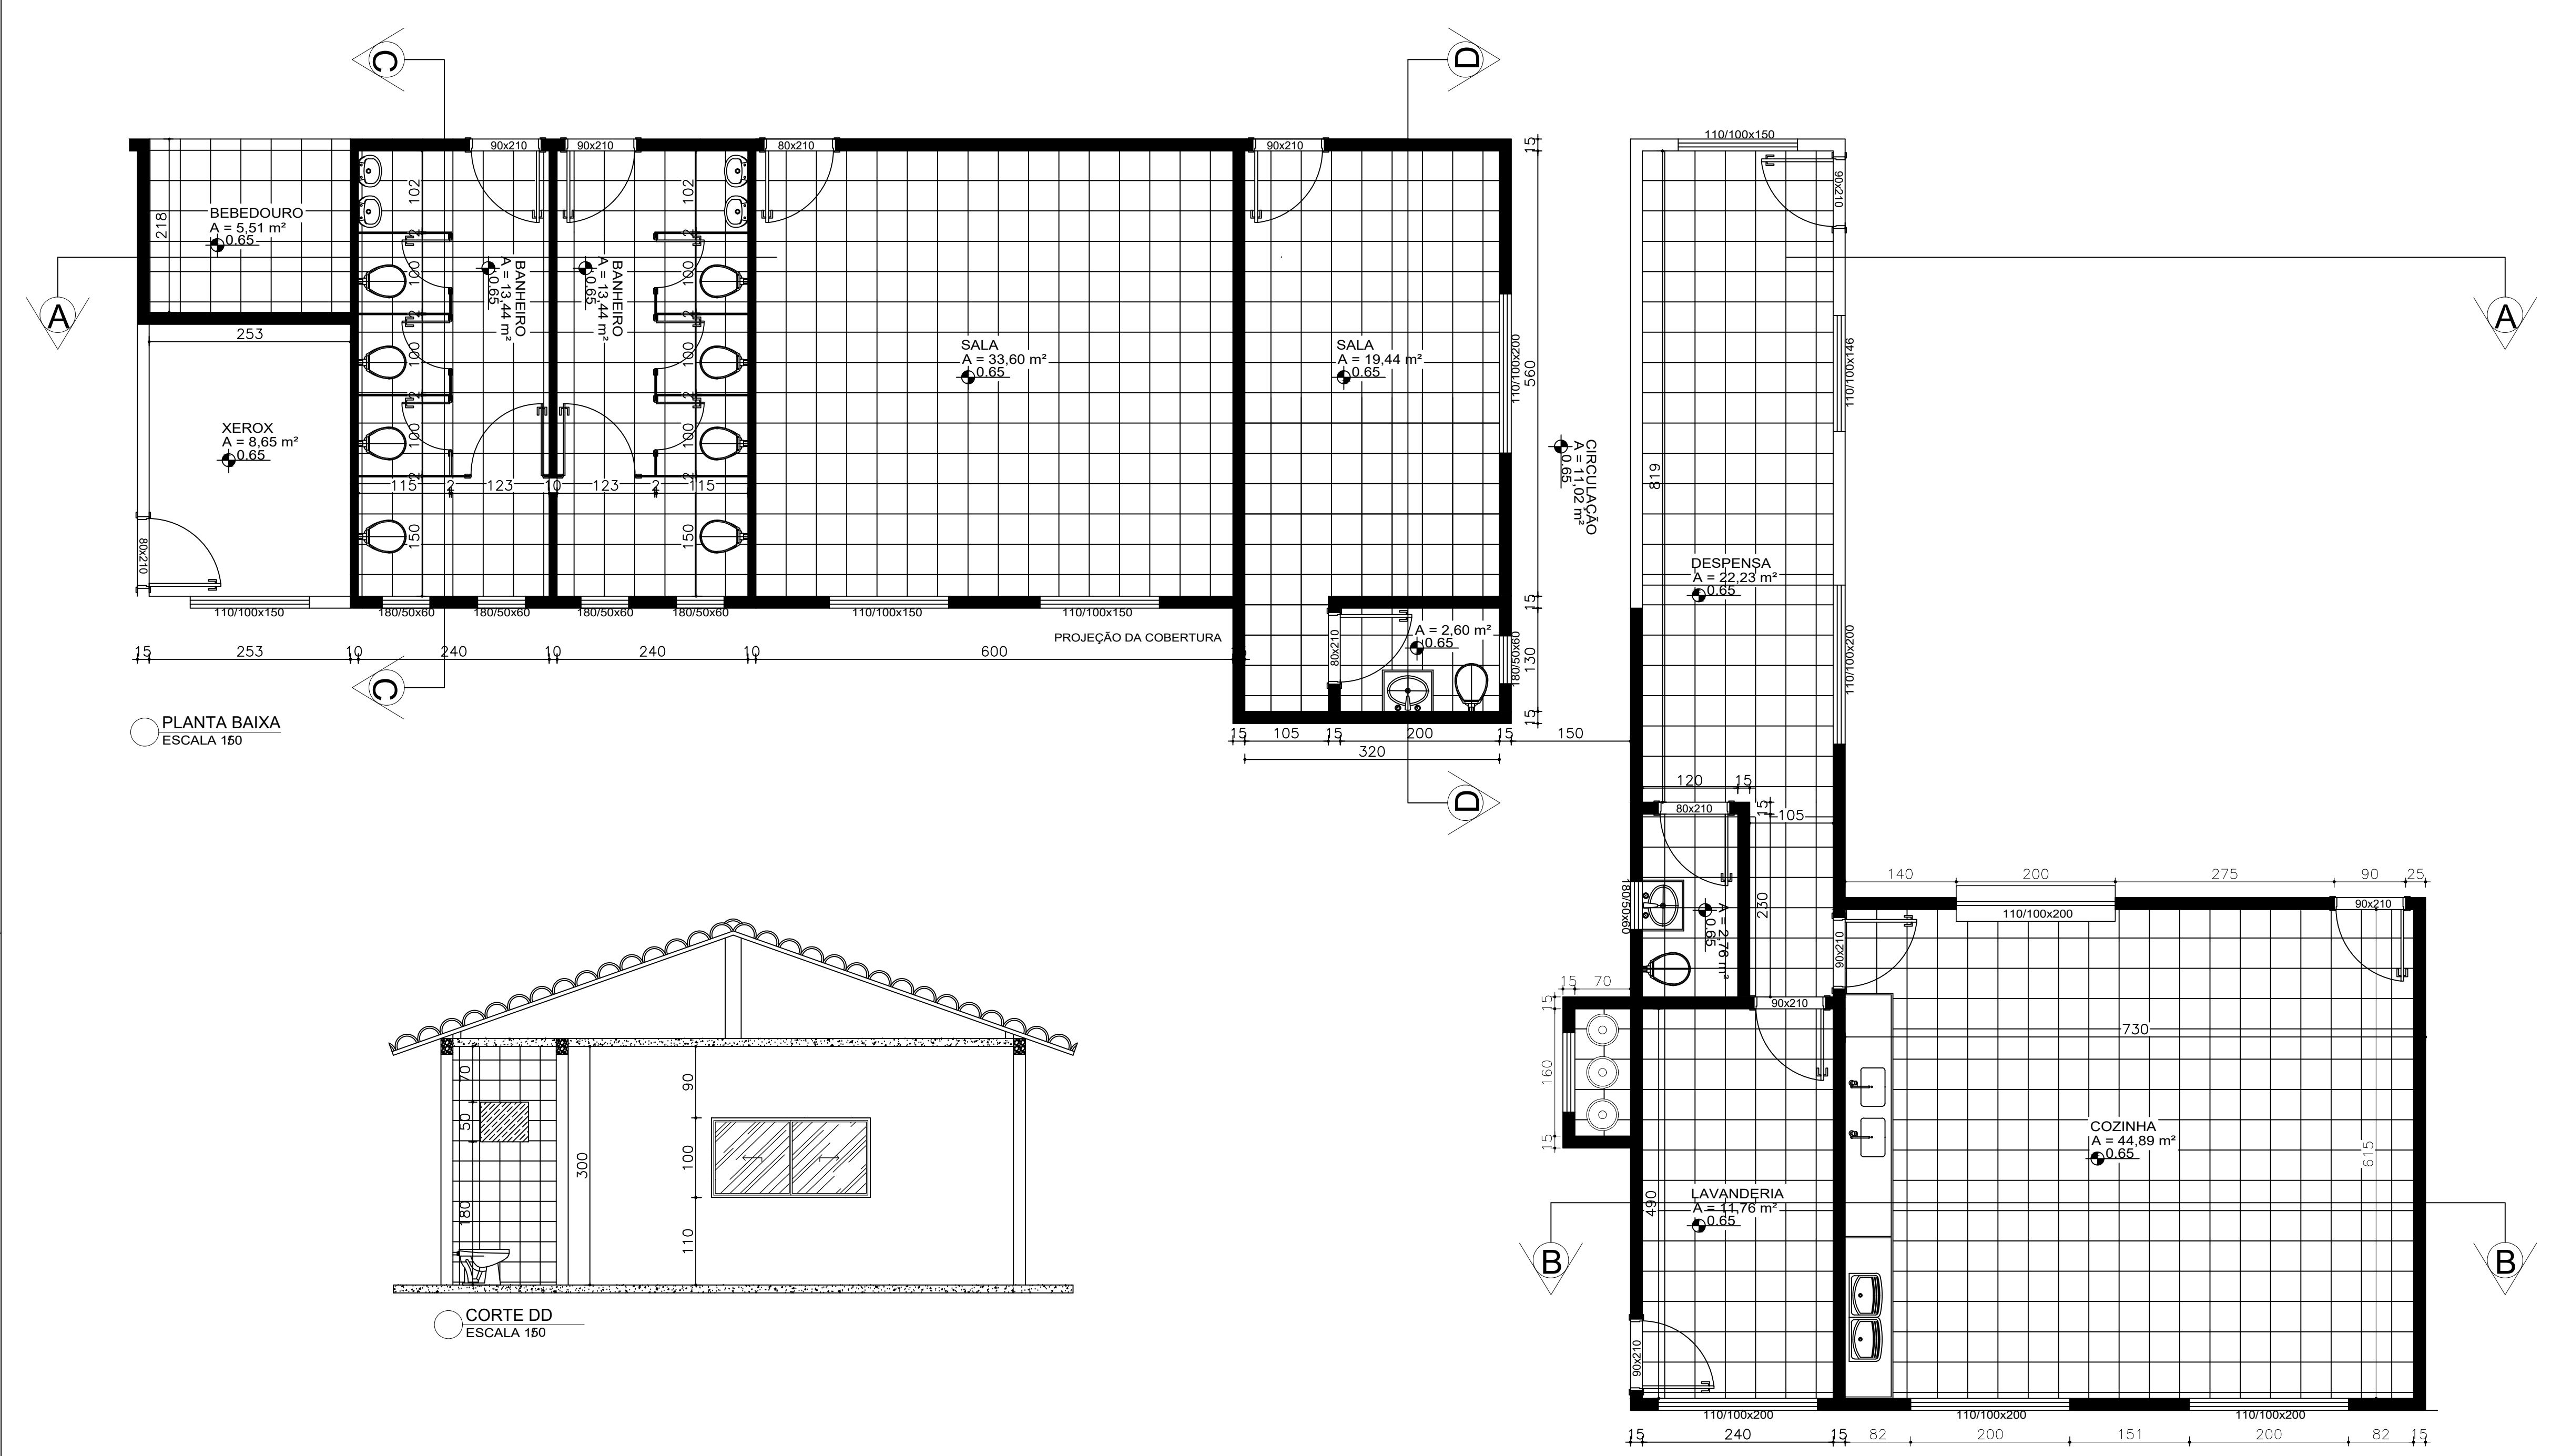 C
D
90x210
90x210
80x210
90x210
15
110/100x150
90x210
102
102
BEBEDOURO
A = 5,51 m²
0.65
218
2
2
100
100
BANHEIRO
A = 13,44 m²
0.65
BANHEIRO
A = 13,44 m²
0.65
A
A
2
2
253
100
100
SALA
A = 33,60 m²
0.65
SALA
A = 19,44 m²
0.65
110/100x200
560
110/100x146
2
2
XEROX
A = 8,65 m²
0.65
100
100
CIRCULAÇÃO
A = 11,02 m²
0.65
819
2
2
115
2
123
10
123
2
115
80x210
150
150
DESPENSA
A = 22,23 m²
0.65
110/100x150
180/50x60
180/50x60
180/50x60
180/50x60
110/100x150
110/100x150
15
PROJEÇÃO DA COBERTURA
80x210
A = 2,60 m²
0.65
180/50x60
130
110/100x200
15
253
10
240
10
240
10
600
C
15
PLANTA BAIXA
ESCALA
15
105
15
200
15
150
320
D
120
15
80x210
15
105
140
200
275
90
25
110/100x200
90x210
180/50x60
A = 2,76 m²
0.65
230
90x210
15
70
15
90x210
730
160
15
COZINHA
A = 44,89 m²
0.65
615
LAVANDERIA
A = 11,76 m²
0.65
490
B
B
70
50
180
300
90
100
110
CORTE DD
ESCALA
90x210
110/100x200
110/100x200
110/100x200
15
240
15
82
200
151
200
82
15